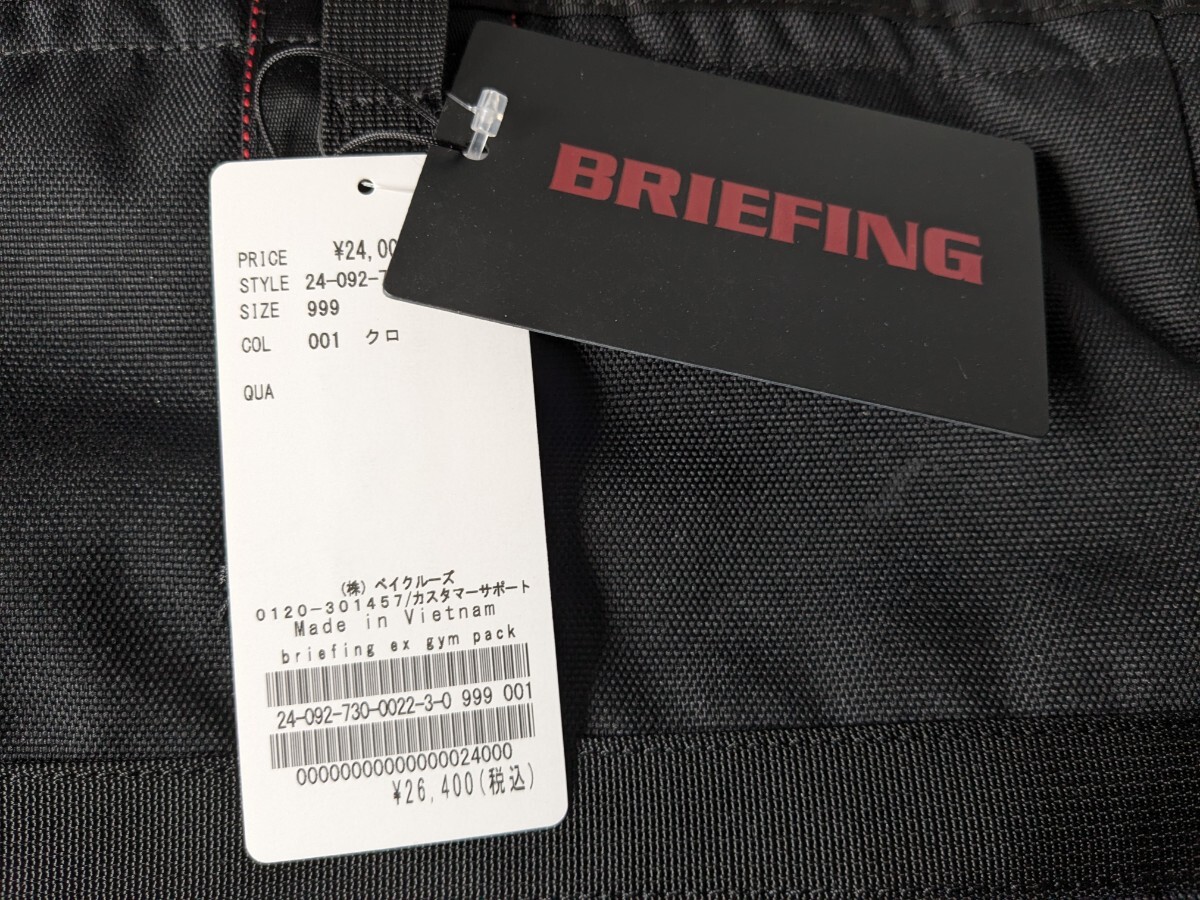 BRIEFING
PRICE ¥24,00
STYLE 24-092-7
SIZE 999
COL 001 クロ
QUA
(株) ベイクルーズ
0120-301457/カスタマーサポート
Made in Vietnam
briefing ex gym pack
24-092-730-0022-3-0 999 001
00000000000000024000
¥26,400(税込)